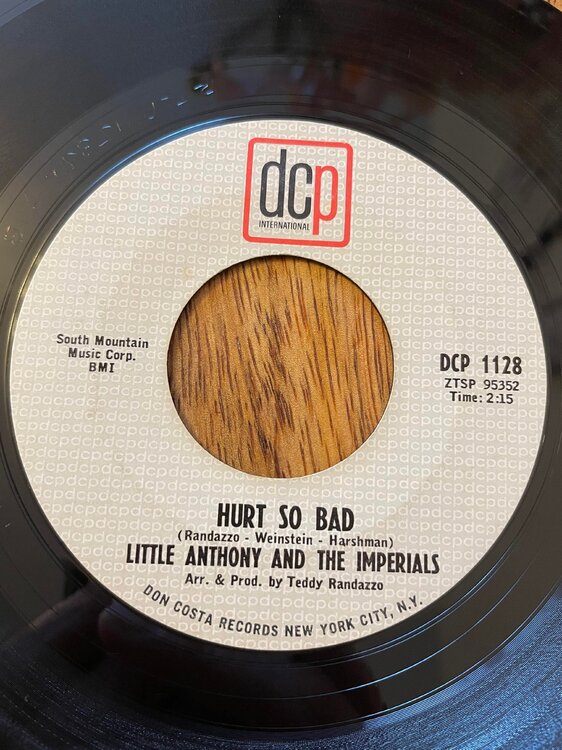 dcp
INTERNATIONAL
South Mountain
Music Corp.
BMI
DCP 1128
ZTSP 95352
Time: 2:15
HURT SO BAD
(Randazzo - Weinstein - Harshman)
LITTLE ANTHONY AND THE IMPERIALS
Arr. & Prod. by Teddy Randazzo
DON COSTA RECORDS NEW YORK CITY, N.Y.